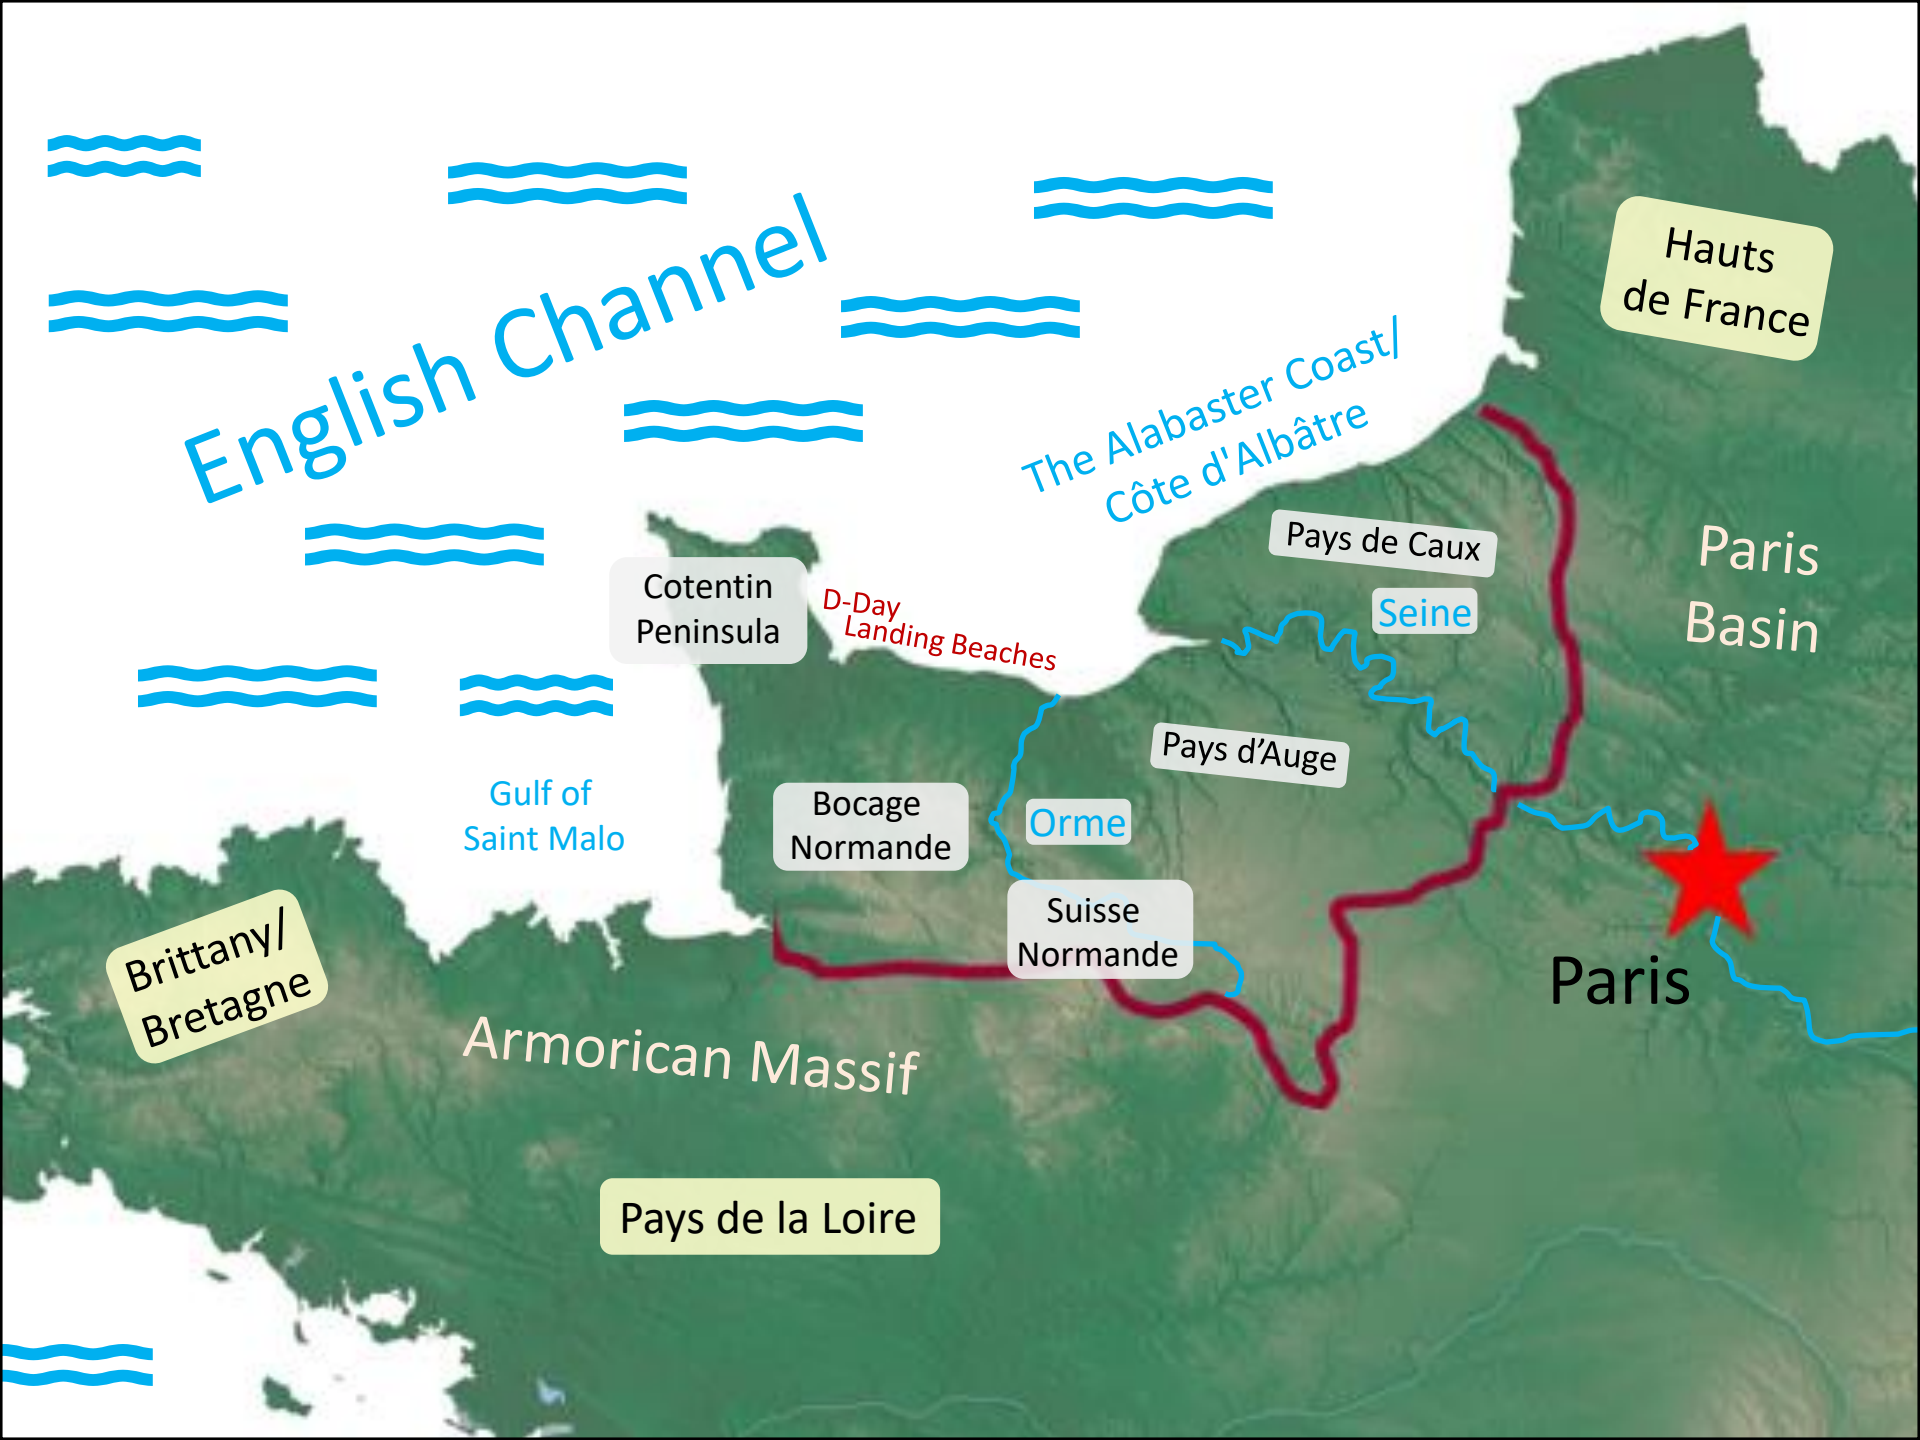 English Channel
Hauts
de France
The Alabaster Coast/
Côte d'Albâtre
Pays de Caux
Paris
Basin
Cotentin
Peninsula
D-Day
Landing Beaches
Seine
Pays d’Auge
Gulf of
Saint Malo
Bocage
Normande
Orme
Suisse
Normande
Brittany/
Bretagne
Paris
Armorican Massif
Pays de la Loire